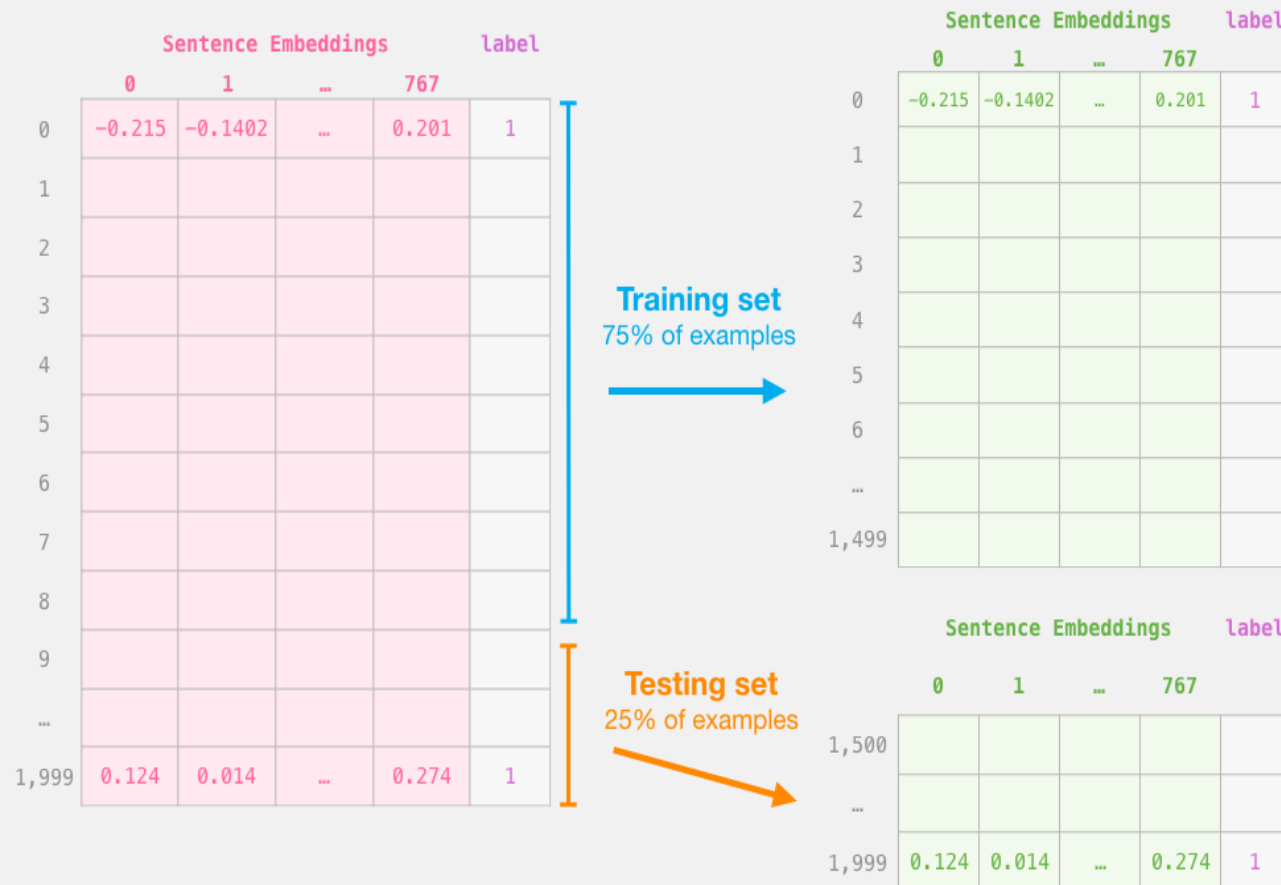 Sentence Embeddings label
0 1 … 767
0 -0.215 -0.1402 … 0.201 1
1
2
3
4
5
6
7
8
9
…
1,999 0.124 0.014 … 0.274 1
Training set
75% of examples
Testing set
25% of examples
Sentence Embeddings label
0 1 … 767
0 -0.215 -0.1402 … 0.201 1
1
2
3
4
5
6
…
1,499
Sentence Embeddings label
0 1 … 767
1,500
…
1,999 0.124 0.014 … 0.274 1